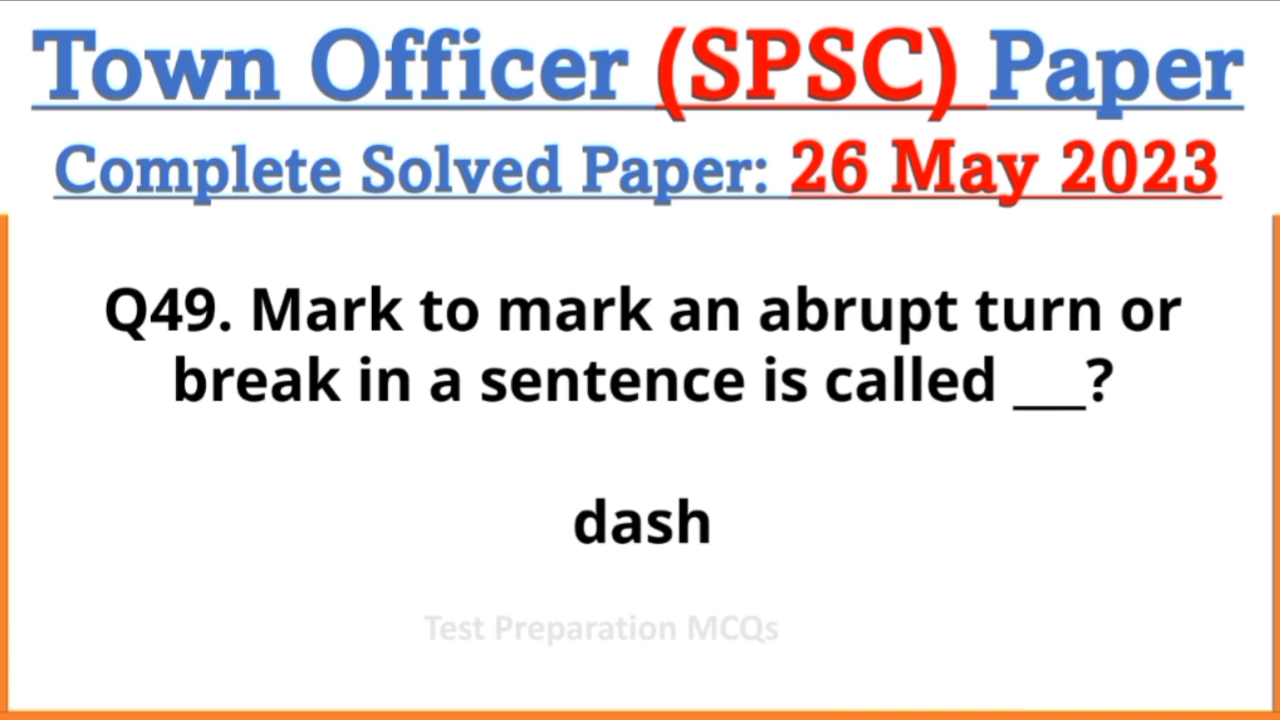 Town Officer (SPSC) Paper
Complete Solved Paper: 26 May 2023
Q49. Mark to mark an abrupt turn or
break in a sentence is called ___?
dash
Test Preparation MCQs